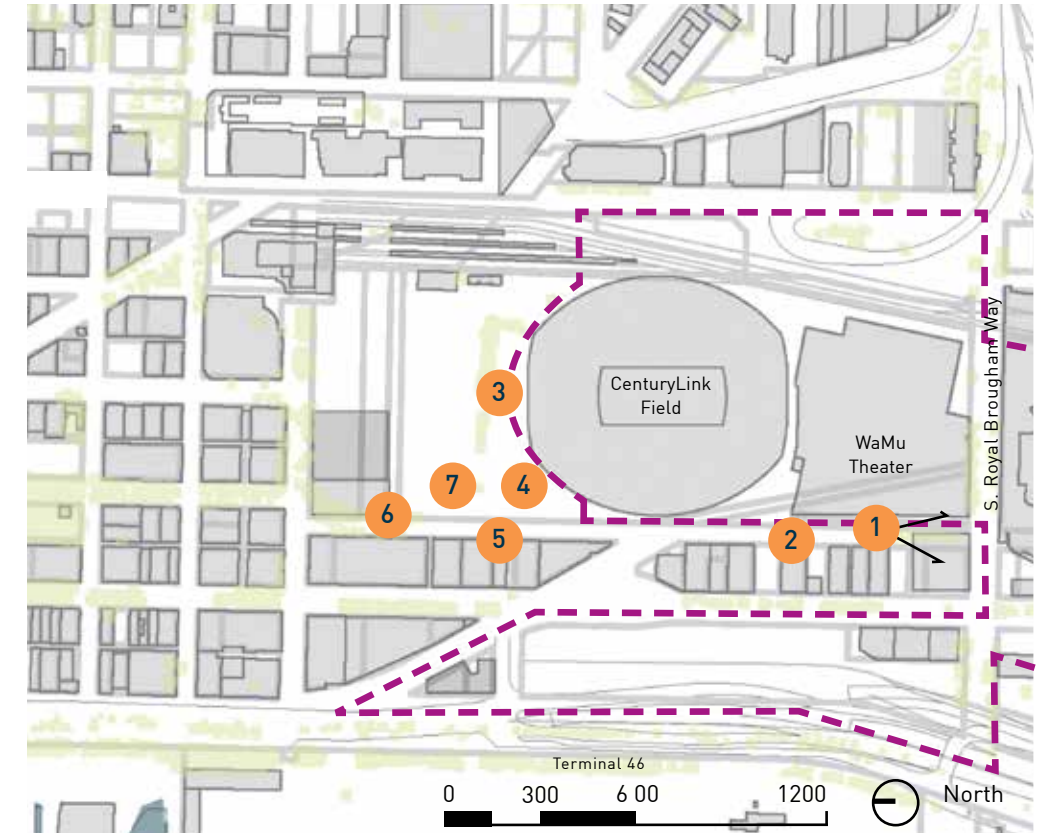 CenturyLink
Field
WaMu
Theater
S. Royal Brougham Way
3
7
4
6
5
2
1
Terminal 46
0 300 6 00 1200
North